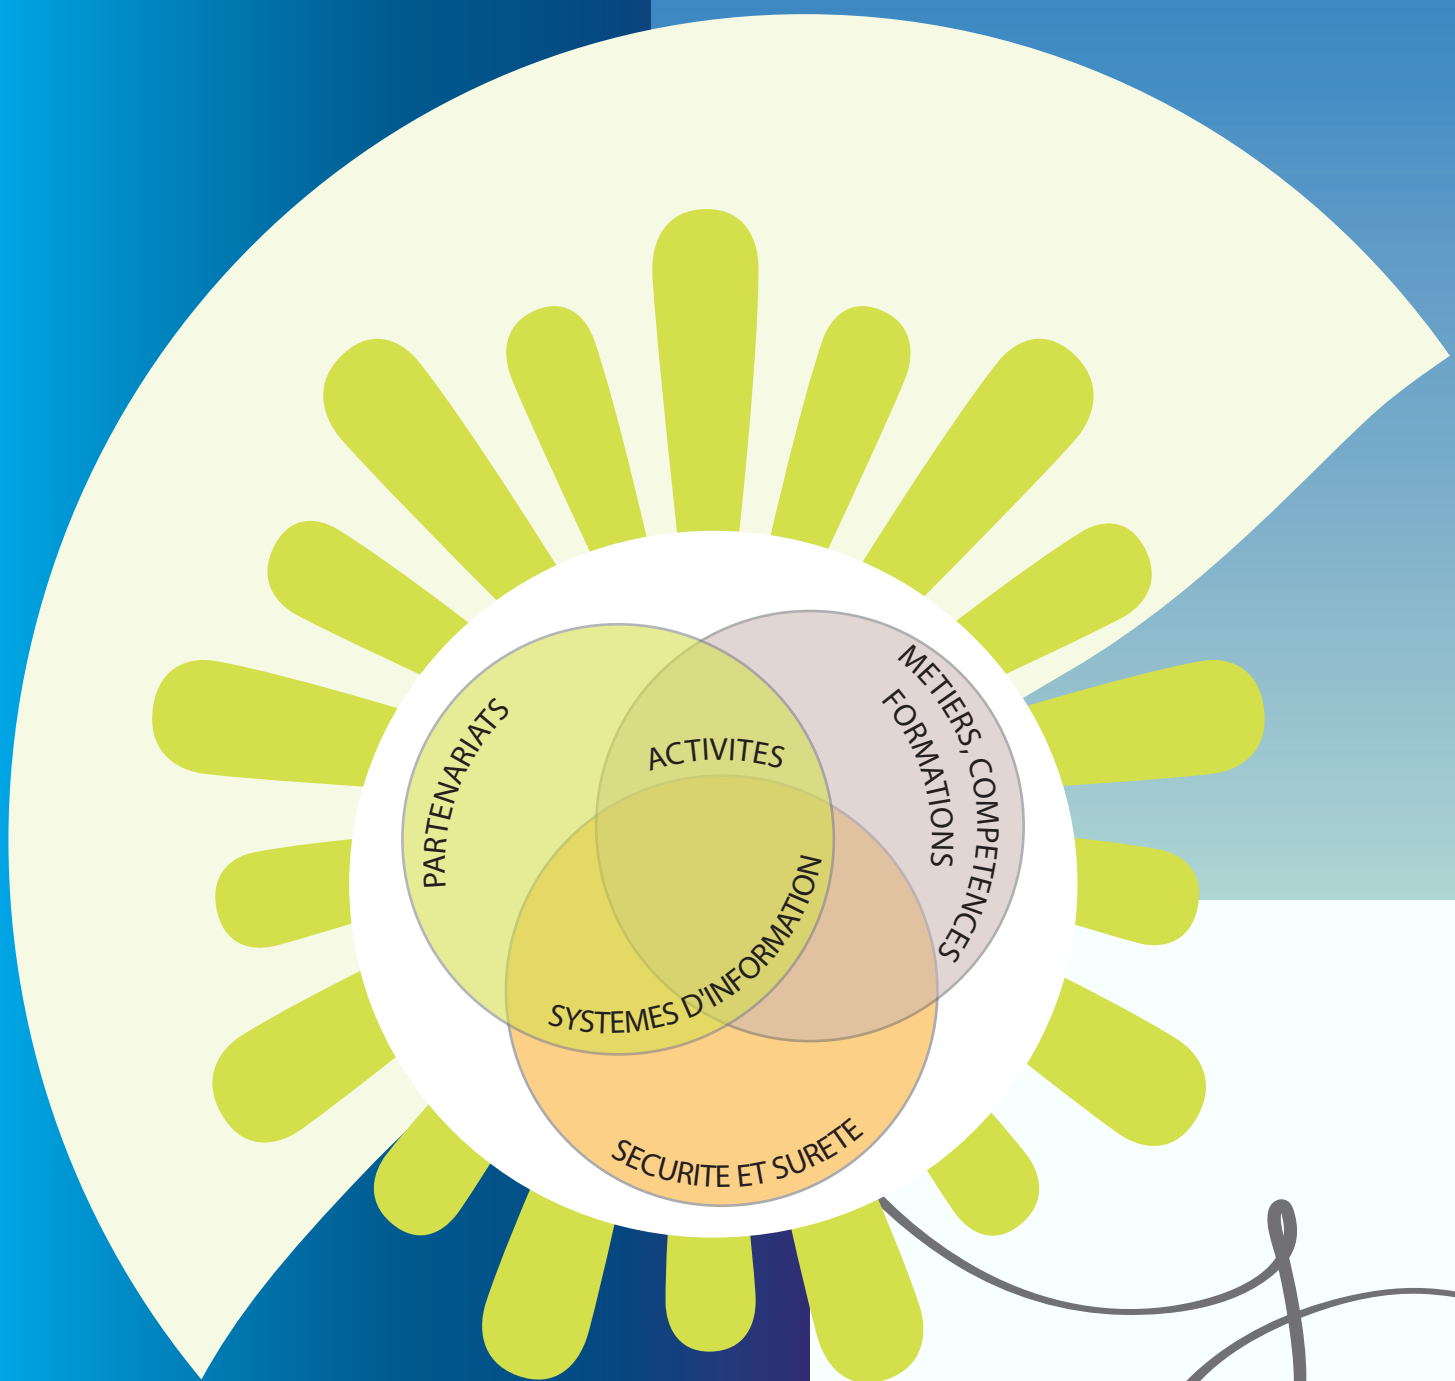 PARTENARIATS
METIERS, COMPETENCES
FORMATIONS
ACTIVITES
SYSTEMES D'INFORMATION
SECURITE ET SURETE